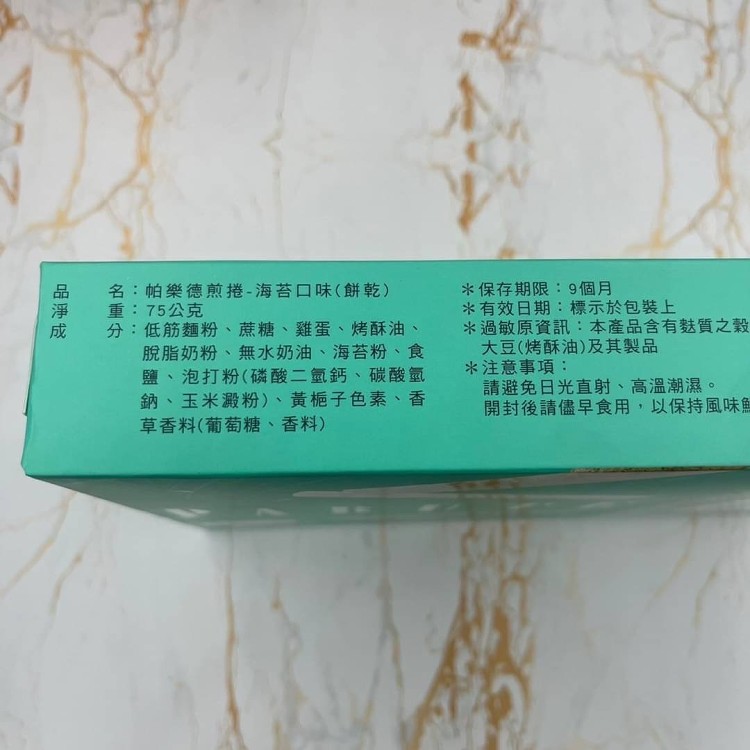 品名：帕樂德煎捲-海苔口味(餅乾)
淨重：75公克
成分：低筋麵粉、蔗糖、雞蛋、烤酥油、
脫脂奶粉、無水奶油、海苔粉、食
鹽、泡打粉(磷酸二氫鈣、碳酸氫
鈉、玉米澱粉)、黃梔子色素、香
草香料(葡萄糖、香料)
＊保存期限：9個月
＊有效日期：標示於包裝上
＊過敏原資訊：本產品含有麩質之穀
大豆(烤酥油)及其製品
＊注意事項：
請避免日光直射、高溫潮濕。
開封後請儘早食用，以保持風味鮮